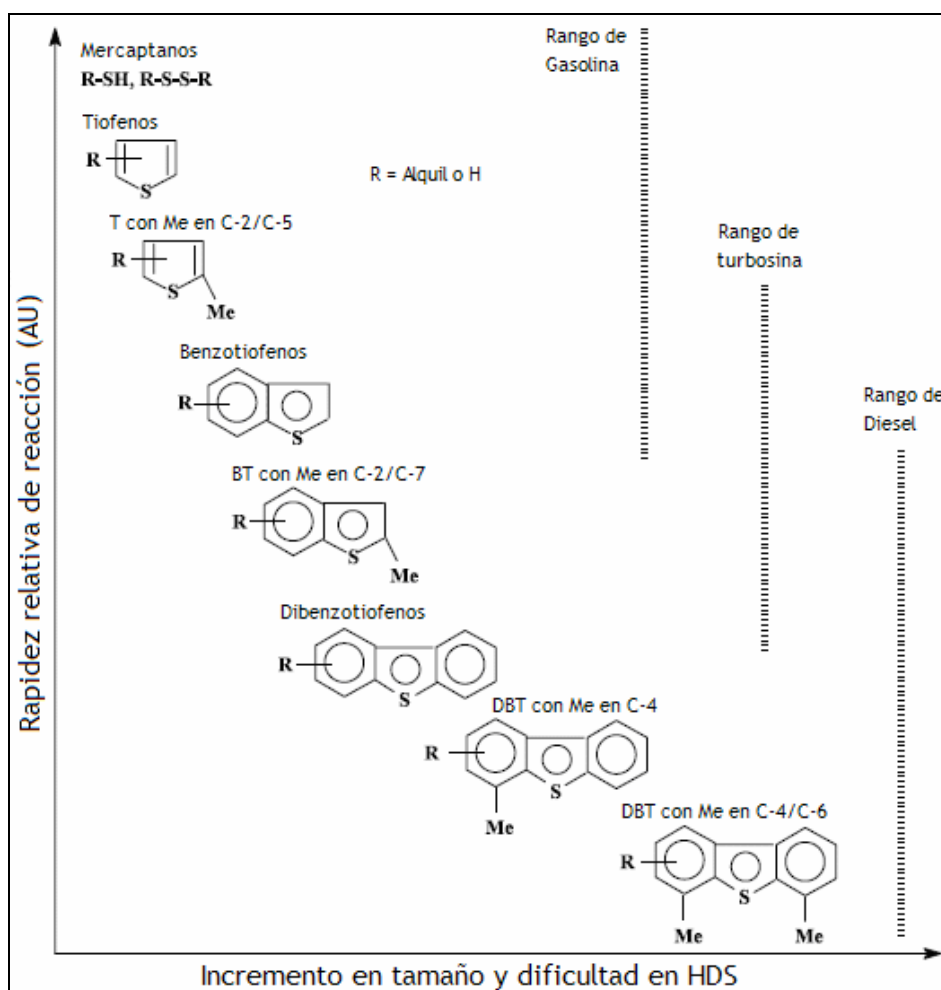 Mercaptanos
R-SH, R-S-S-R
Tiofenos
R
S
R = Alquil o H
T con Me en C-2/C-5
R
S
Me
Benzotiofenos
R
S
BT con Me en C-2/C-7
R
S
Me
Dibenzotiofenos
R
S
DBT con Me en C-4
R
S
Me
DBT con Me en C-4/C-6
R
S
Me
Me
Rango de
Gasolina
Rango de
turbosina
Rango de
Diesel
Rapidez relativa de reacción (AU)
Incremento en tamaño y dificultad en HDS